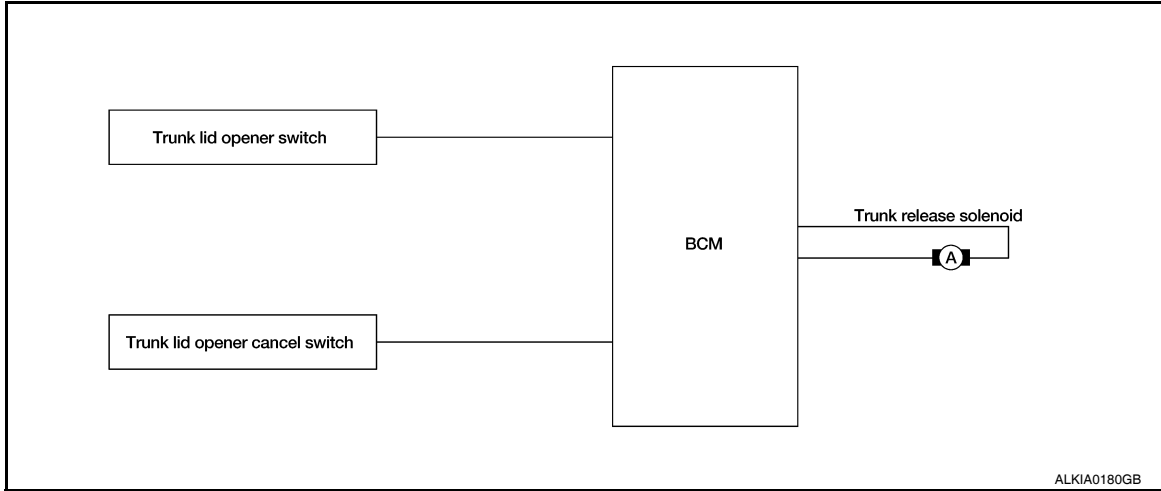 Trunk lid opener switch
BCM
Trunk release solenoid
A
Trunk lid opener cancel switch
ALKIA0180GB